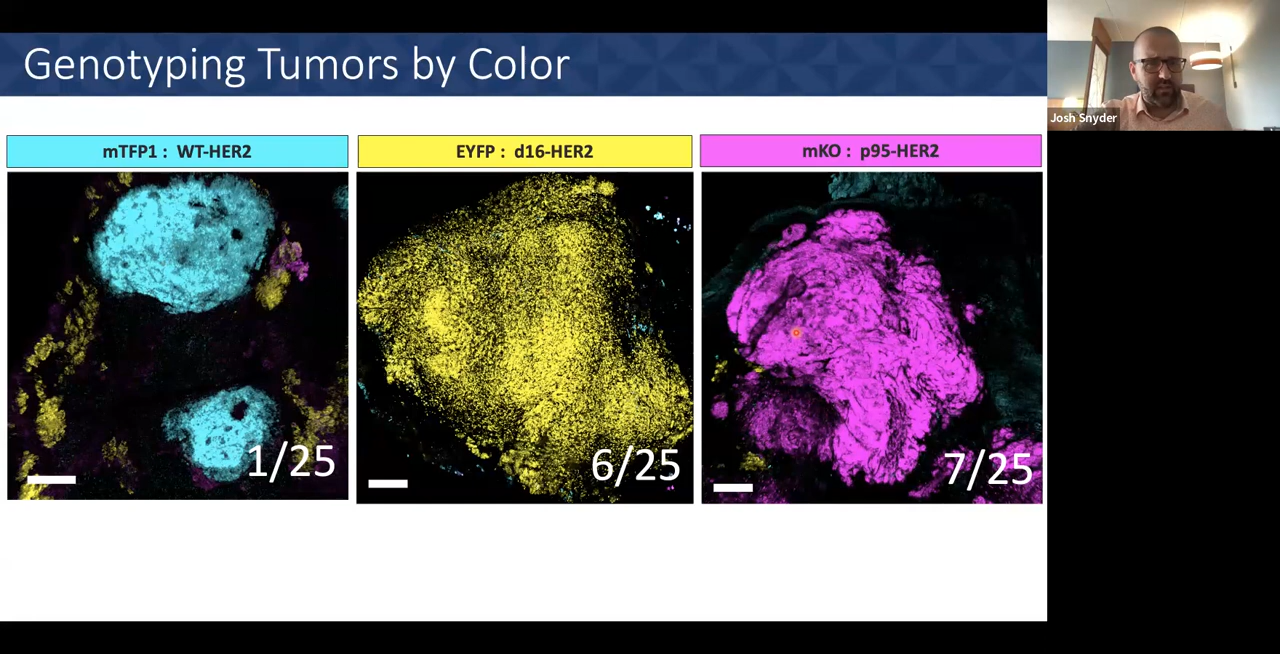 Genotyping Tumors by Color
Josh Snyder
mTFP1 : WT-HER2
EYFP : d16-HER2
mKO : p95-HER2
1/25
6/25
7/25